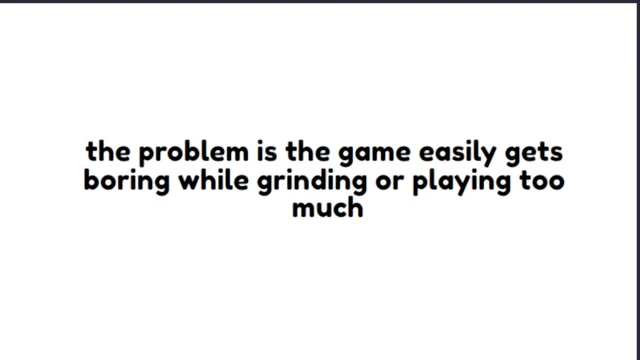 the problem is the game easily gets
boring while grinding or playing too
much